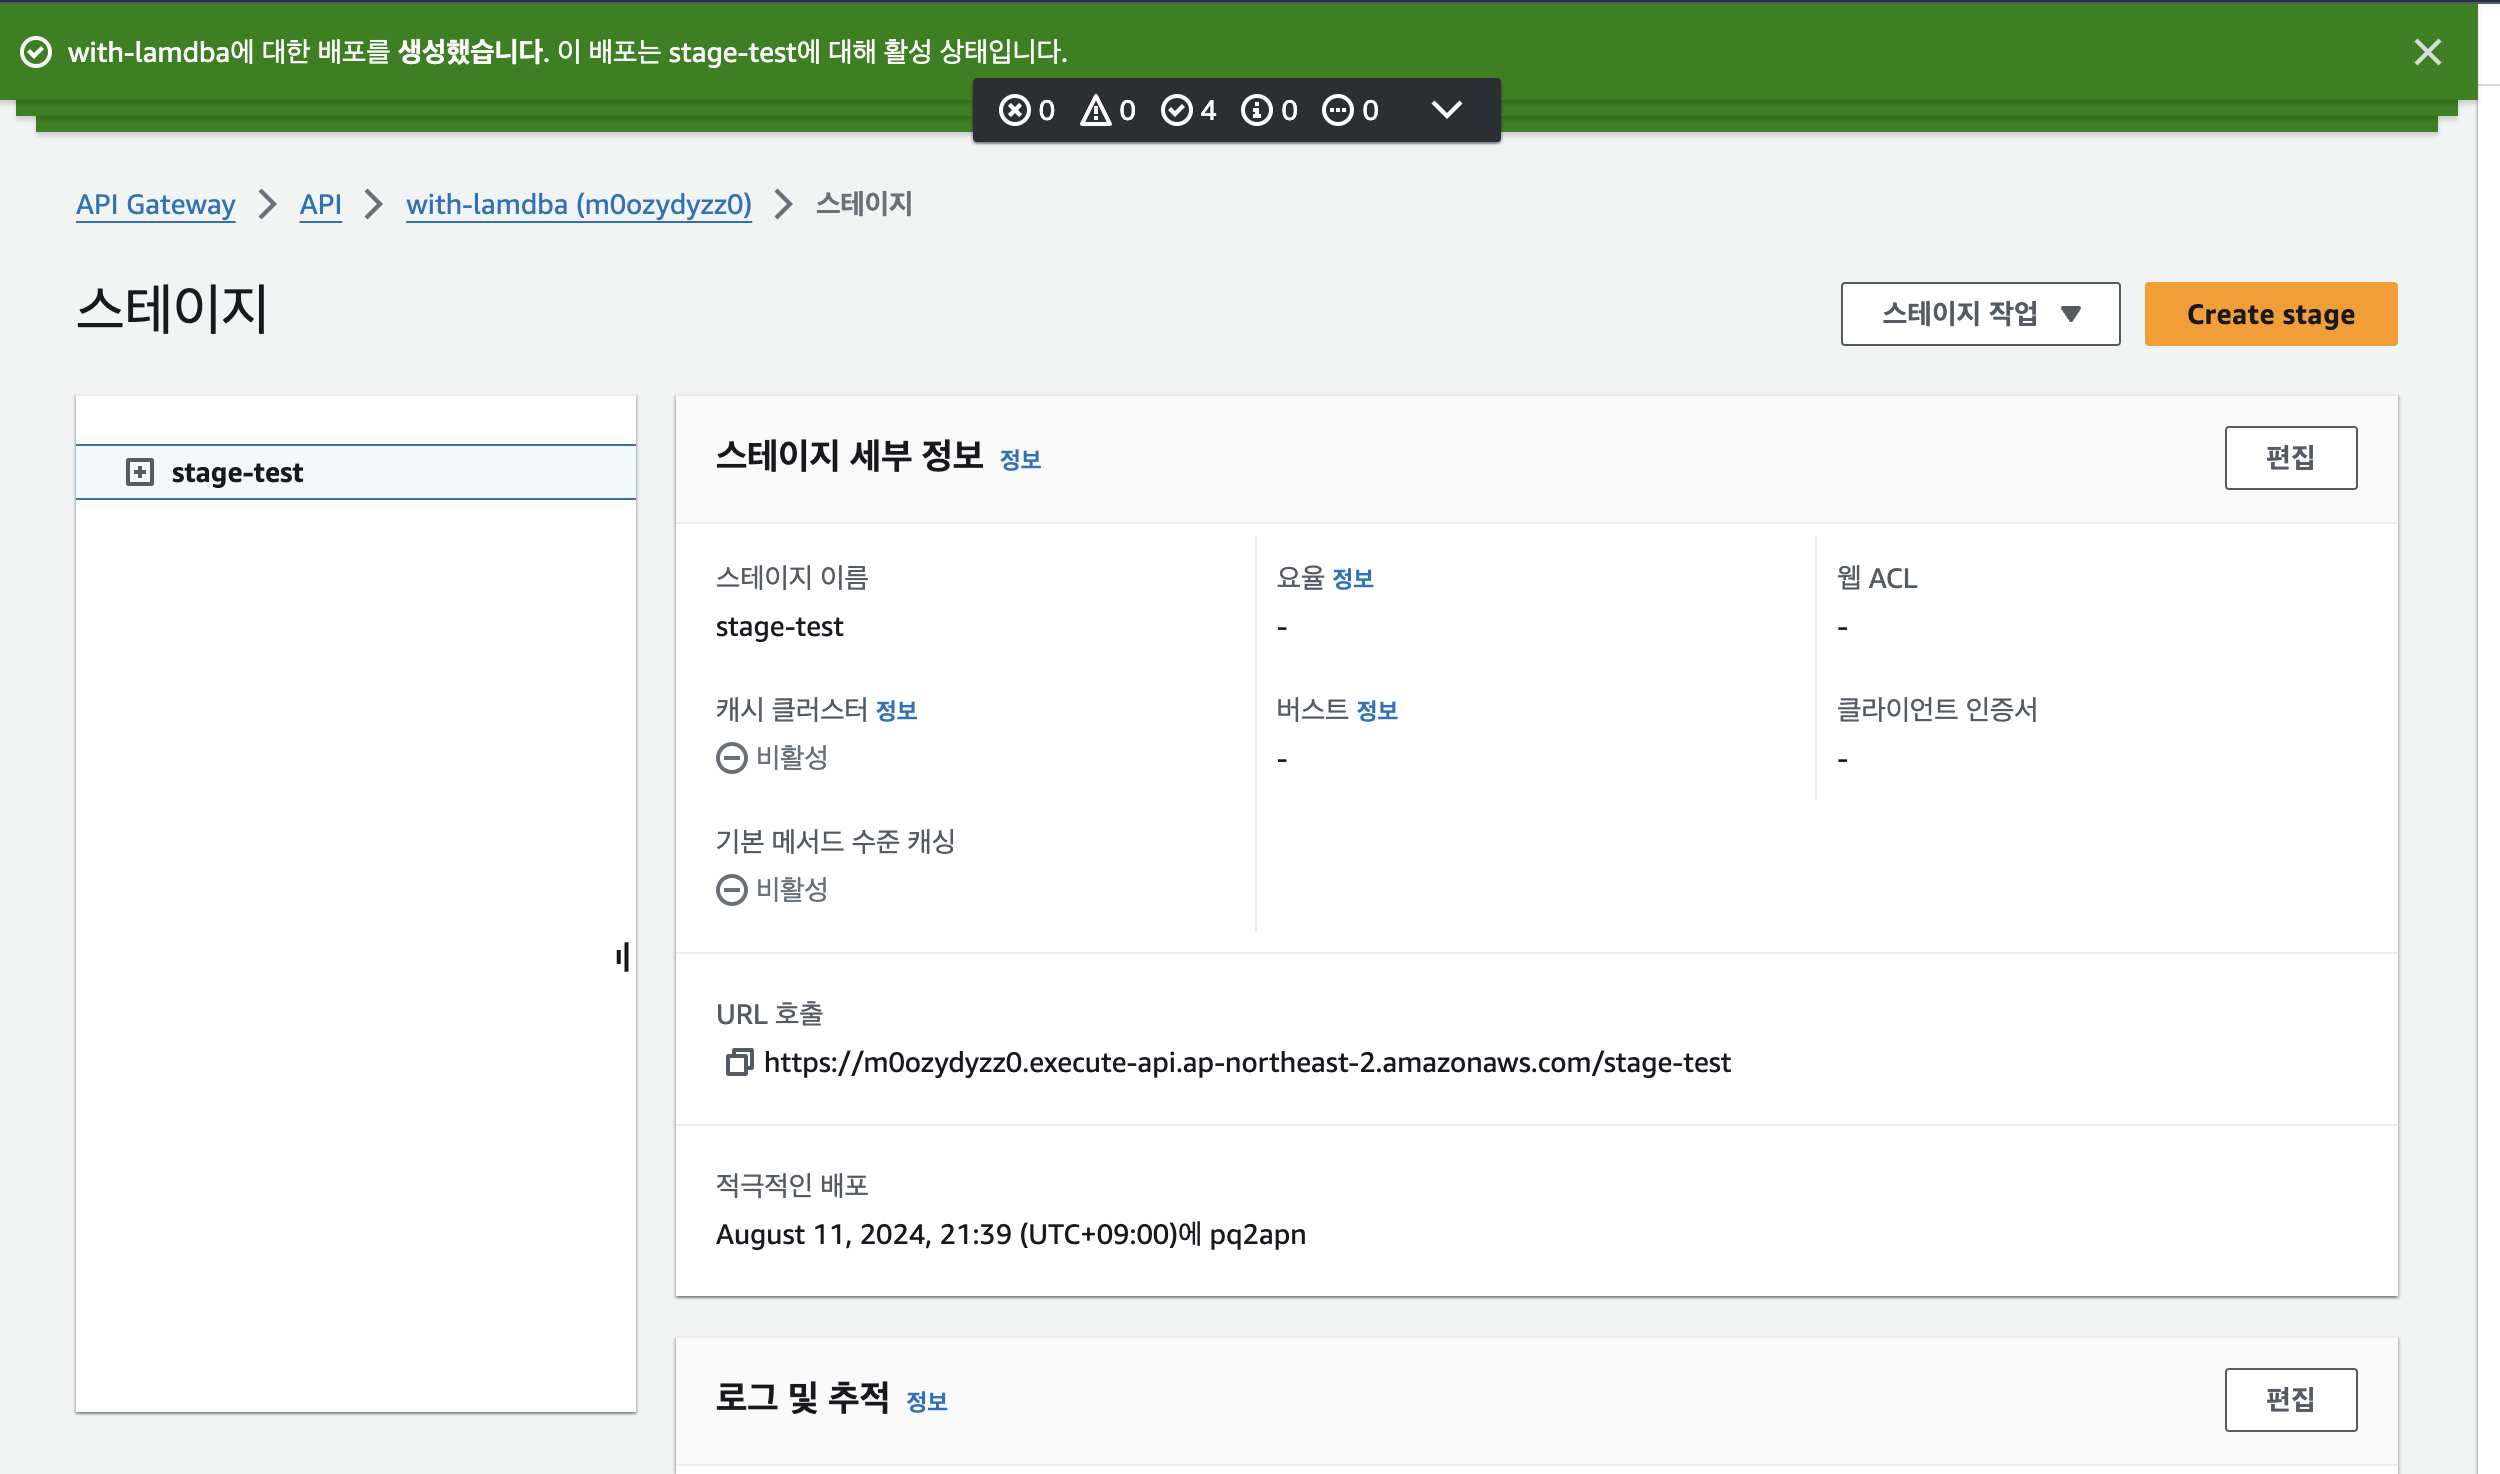 with-lamdba에 대한 배포를 생성했습니다. 이 배포는 stage-test에 대해 활성 상태입니다.
0 0 4 0 0
API Gateway API with-lamdba (m0ozydyzz0) 스테이지
스테이지
스테이지 작업
Create stage
stage-test
스테이지 세부 정보 정보
편집
스테이지 이름
stage-test
요율 정보
-
웹 ACL
-
캐시 클러스터 정보
비활성
버스트 정보
-
클라이언트 인증서
-
기본 메서드 수준 캐싱
비활성
URL 호출
https://m0ozydyzz0.execute-api.ap-northeast-2.amazonaws.com/stage-test
적극적인 배포
August 11, 2024, 21:39 (UTC+09:00)에 pq2apn
로그 및 추적 정보
편집